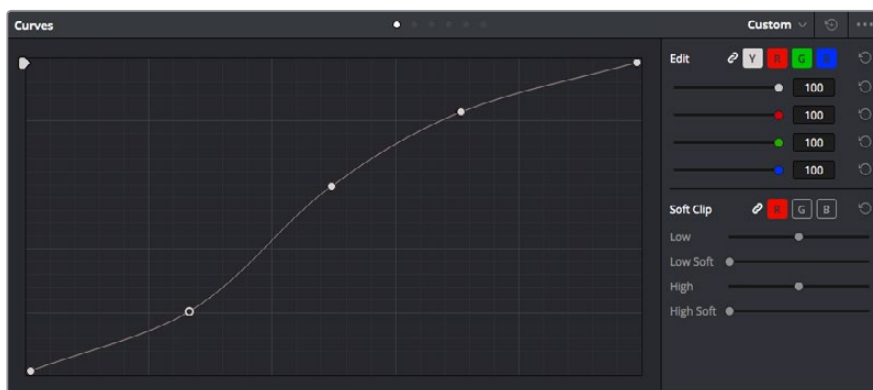 Curves
Custom
Edit Y R G B
100
100
100
100
Soft Clip R G B
Low
Low Soft
High
High Soft